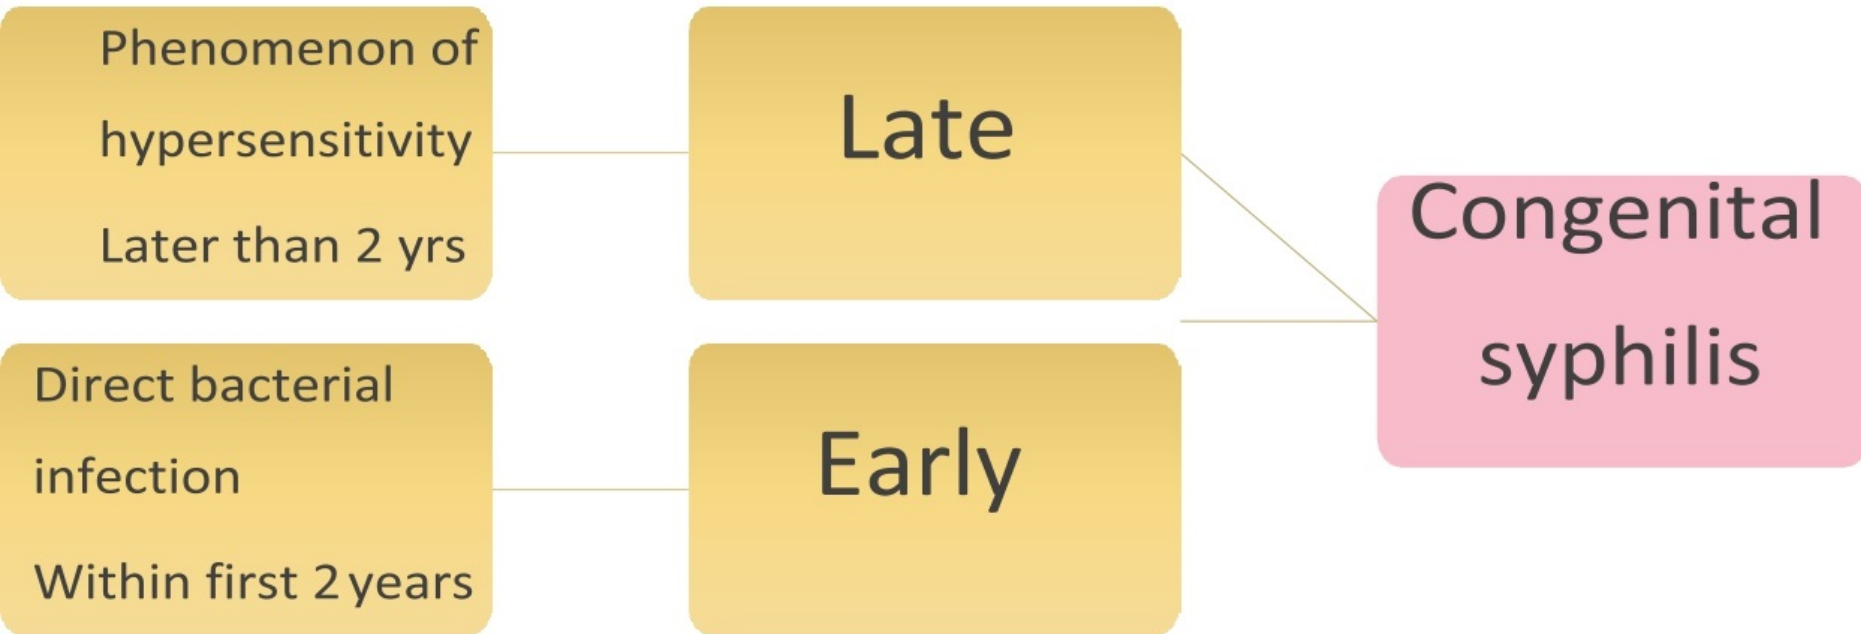 Phenomenon of
hypersensitivity
Later than 2 yrs
Late
Congenital
syphilis
Direct bacterial
infection
Within first 2 years
Early